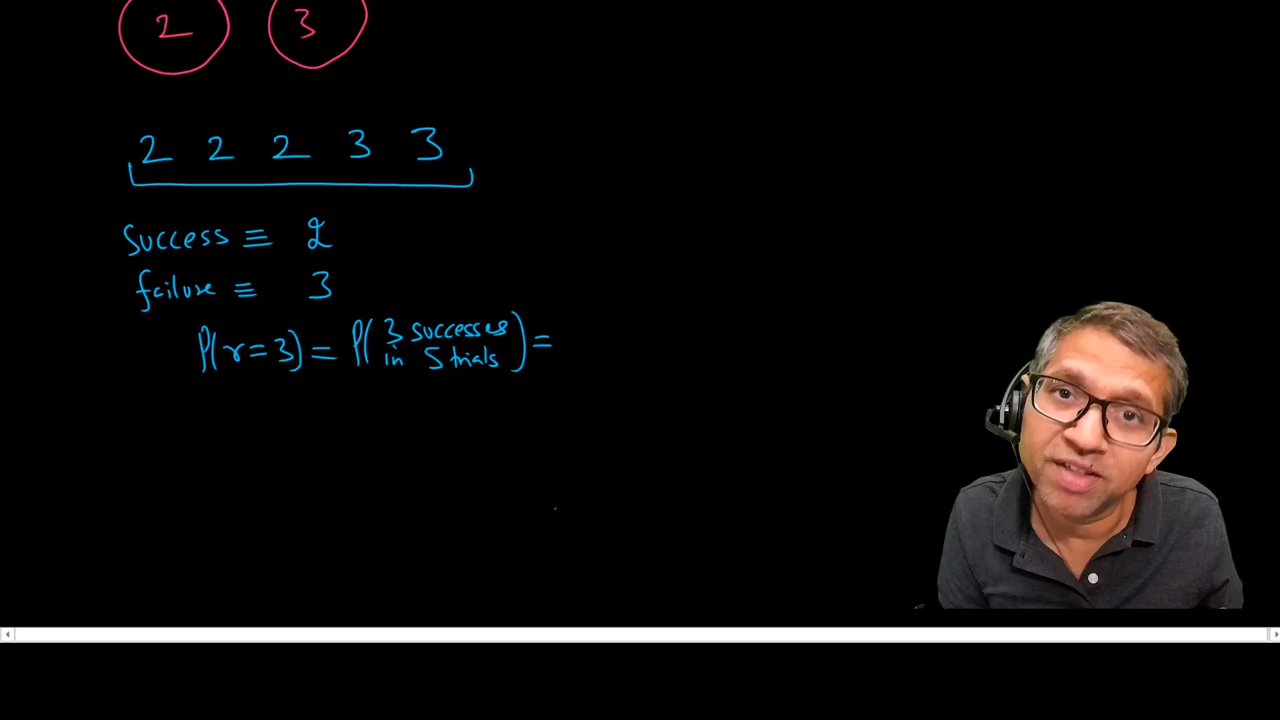 2 3
2 2 2 3 3
Success ≡ 2
failure ≡ 3
P(r=3) = P(3 successes in 5 trials) =